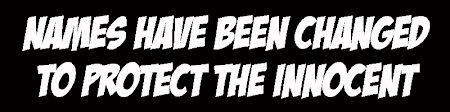 NAMES HAVE BEEN CHANGED
TO PROTECT THE INNOCENT